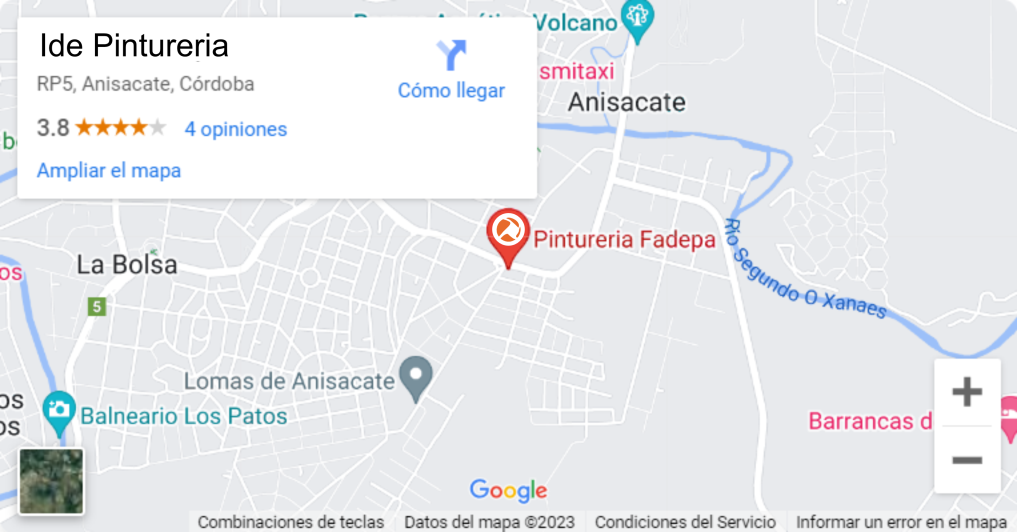 Volcano
Ide Pintureria
RP5, Anisacate, Córdoba
Cómo llegar
3.8
4 opiniones
Ampliar el mapa
smitaxi
Anisacate
Pintureria Fadepa
La Bolsa
5
Rio Segundo O Xanaes
Lomas de Anisacate
Balneario Los Patos
os
os
os
Barrancas d
+
−
Google
Combinaciones de teclas
Datos del mapa ©2023
Condiciones del Servicio
Informar un error en el mapa